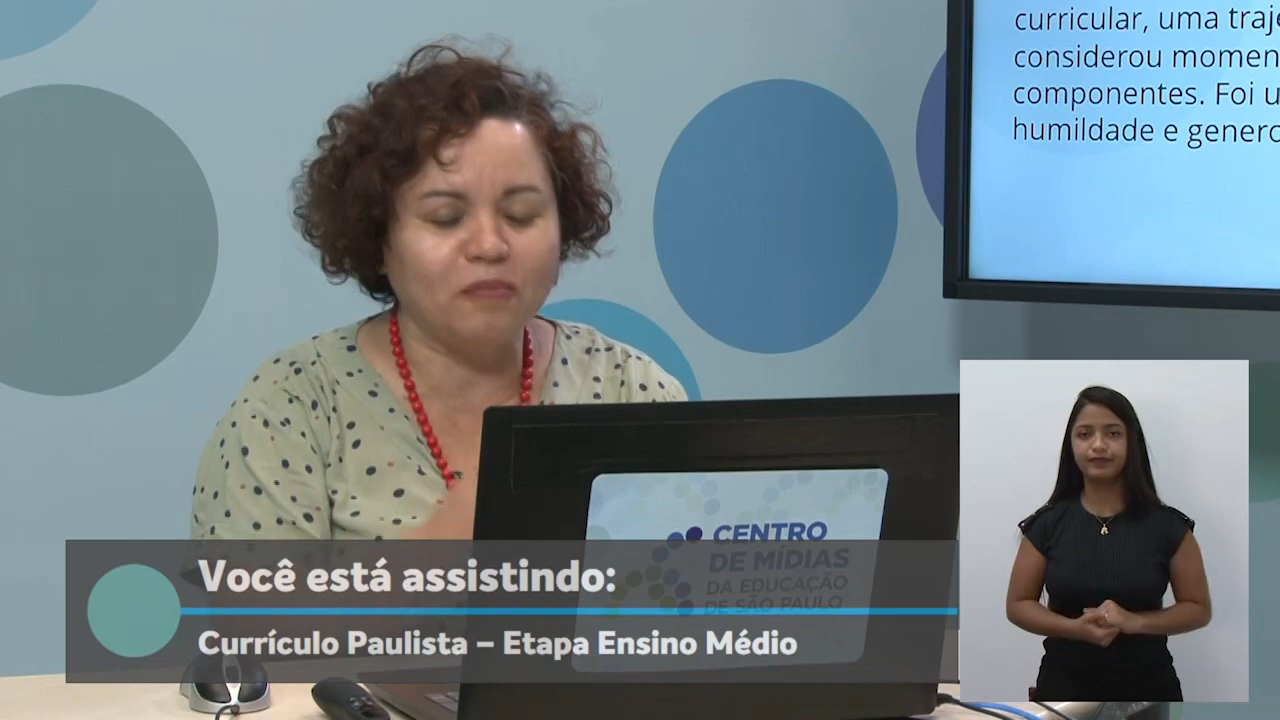 curricular, uma traje
considerou momen
componentes. Foi u
humildade e genero
CENTRO
DE MÍDIAS
DA EDUCAÇÃO
DE SÃO PAULO
Você está assistindo:
Currículo Paulista – Etapa Ensino Médio